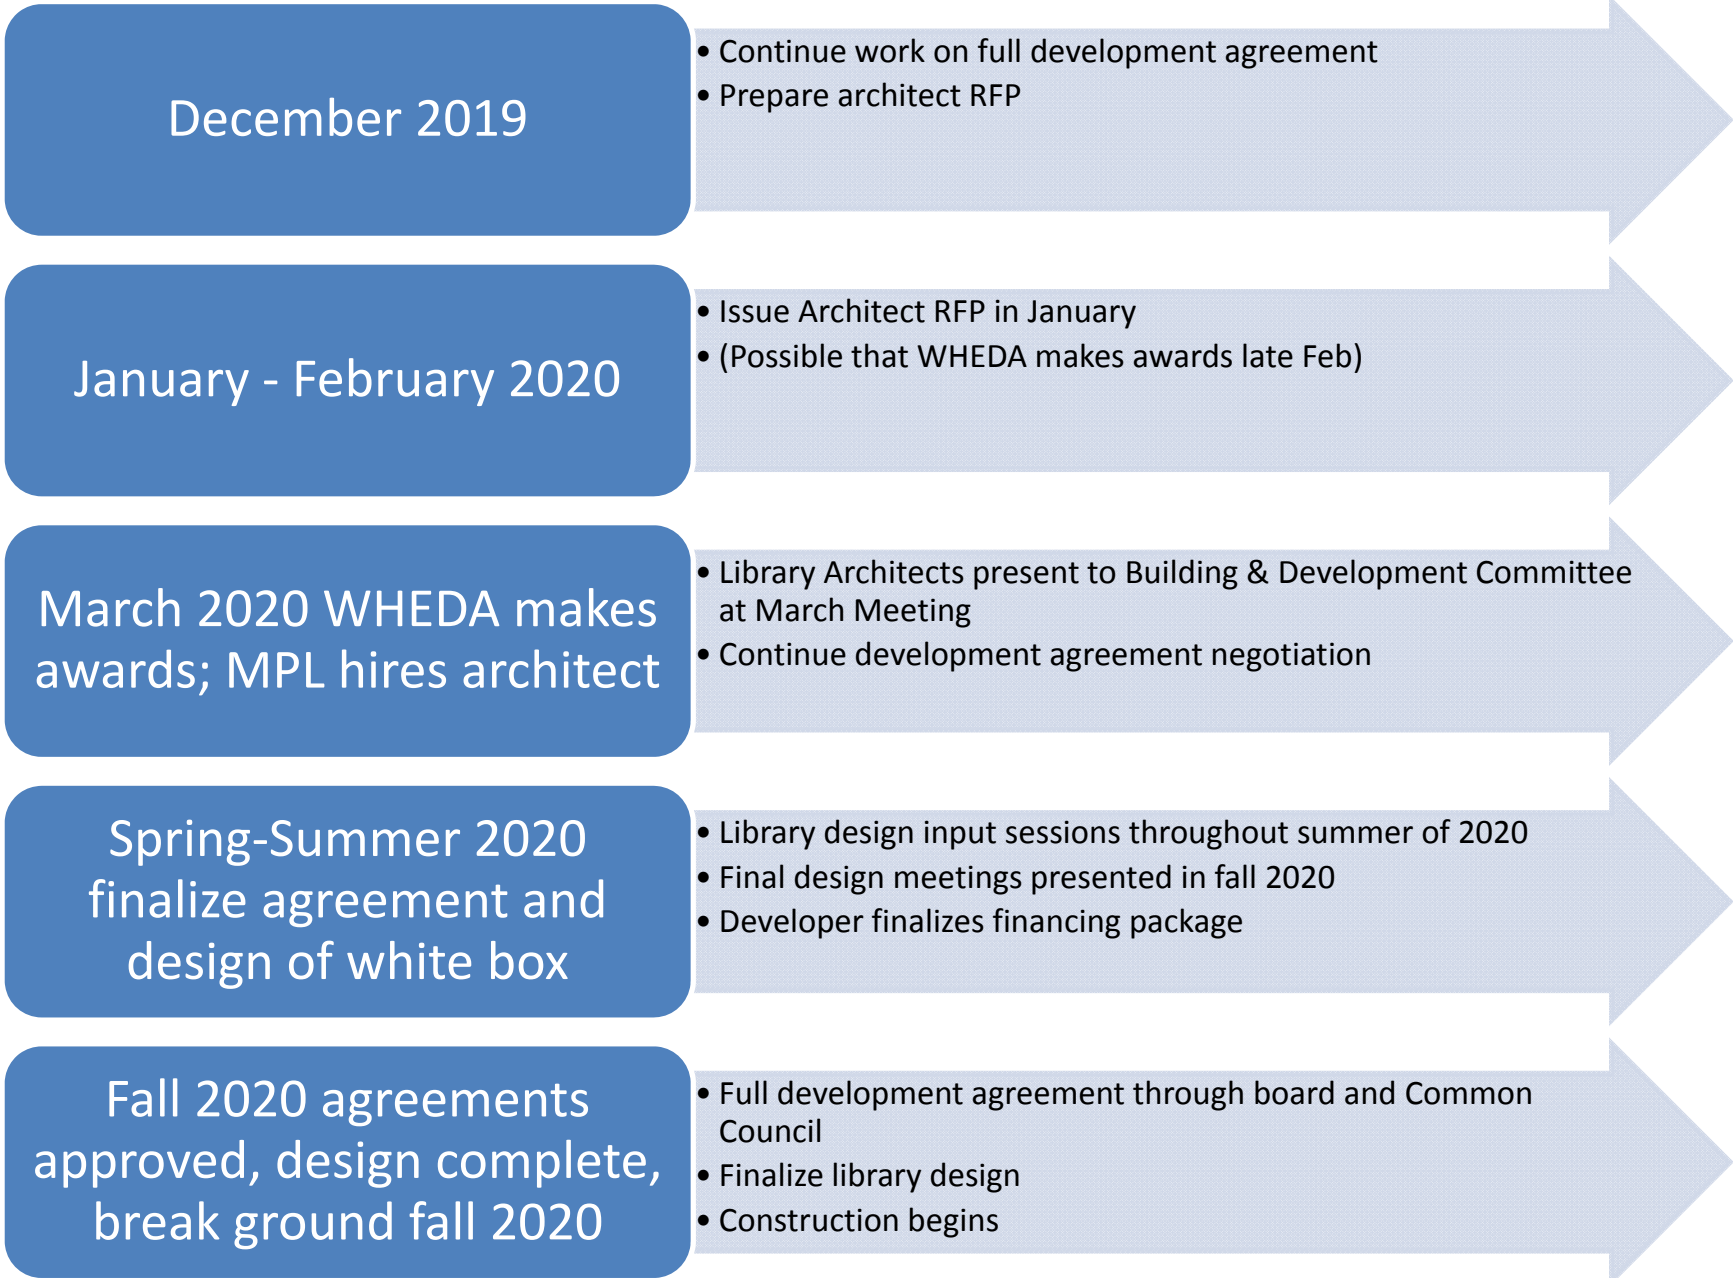 December 2019
• Continue work on full development agreement
• Prepare architect RFP
January - February 2020
• Issue Architect RFP in January
• (Possible that WHEDA makes awards late Feb)
March 2020 WHEDA makes
awards; MPL hires architect
• Library Architects present to Building & Development Committee
at March Meeting
• Continue development agreement negotiation
Spring-Summer 2020
finalize agreement and
design of white box
• Library design input sessions throughout summer of 2020
• Final design meetings presented in fall 2020
• Developer finalizes financing package
Fall 2020 agreements
approved, design complete,
break ground fall 2020
• Full development agreement through board and Common
Council
• Finalize library design
• Construction begins